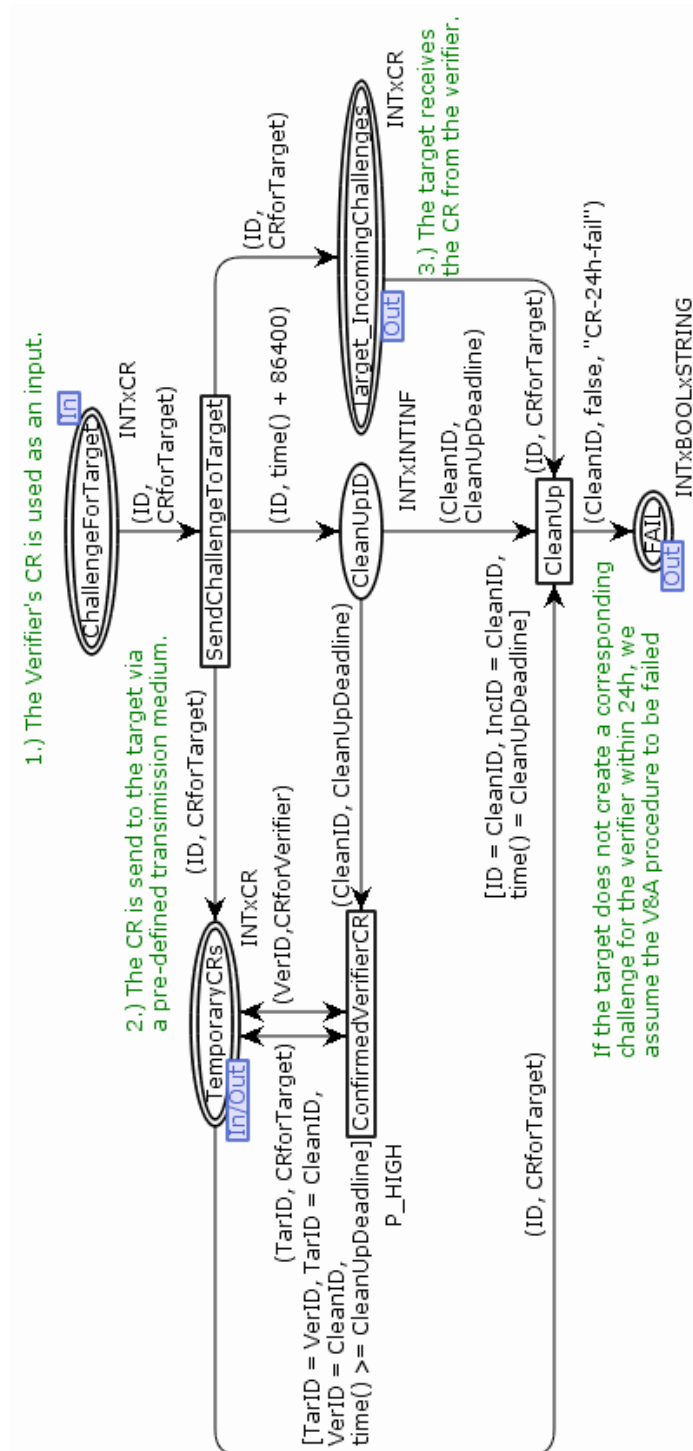 1.) The Verifier's CR is used as an input.
ChallengeForTarget
In
INTxCR
(ID,
CRforTarget)
2.) The CR is send to the target via
a pre-defined transimission medium.
SendChallengeToTarget
(ID, CRforTarget)
(ID, time() + 86400)
(ID,
CRforTarget)
TemporaryCRs
In/Out
INTxCR
CleanUpID
INTxINTINF
Target_IncomingChallenges
Out
INTxCR
3.) The target receives
the CR from the verifier.
(TarID, CRforTarget)
(VerID,CRforVerifier)
(CleanID, CleanUpDeadline)
[TarID = VerID, TarID = CleanID,
VerID = CleanID,
time() >= CleanUpDeadline]
ConfirmedVerifierCR
P_HIGH
(CleanID,
CleanUpDeadline)
(ID, CRforTarget)
[ID = CleanID, IncID = CleanID,
time() = CleanUpDeadline]
(ID, CRforTarget)
CleanUp
(CleanID, false, "CR-24h-fail")
If the target does not create a corresponding
challenge for the verifier within 24h, we
assume the V&A procedure to be failed
FAIL
Out
INTxBOOLxSTRING